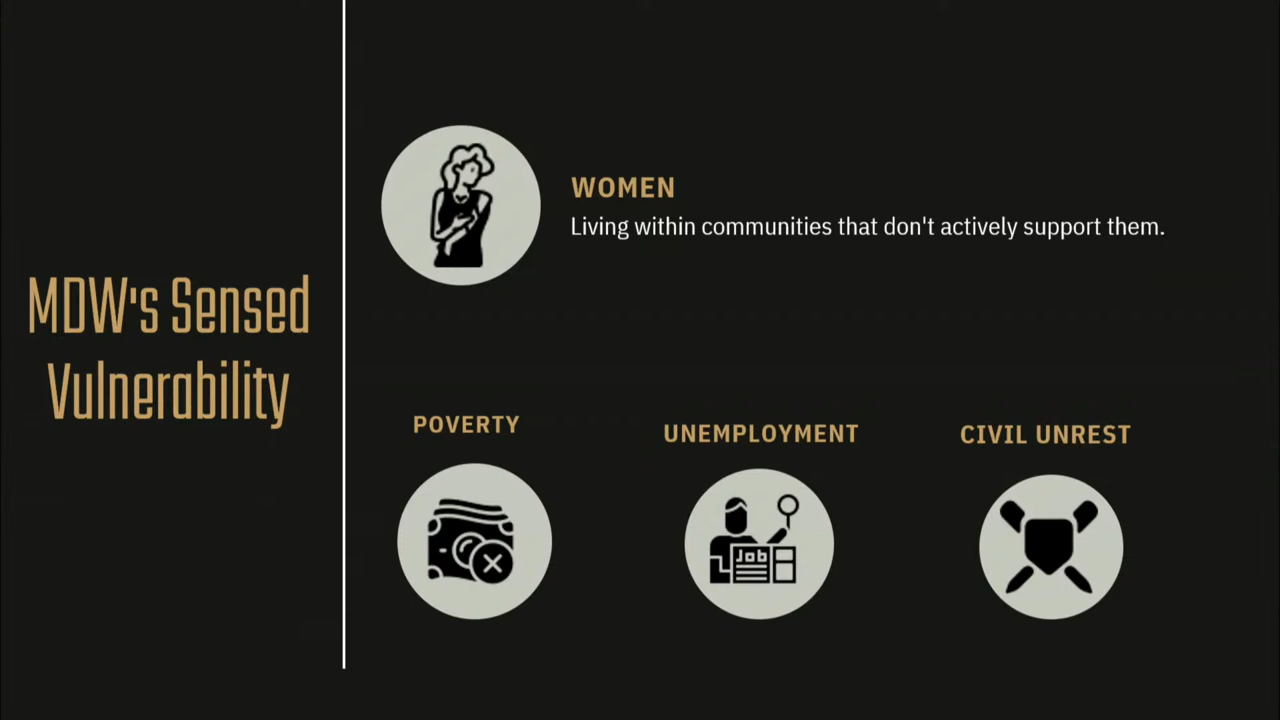 MDW's Sensed
Vulnerability
WOMEN
Living within communities that don't actively support them.
POVERTY
UNEMPLOYMENT
CIVIL UNREST
Job